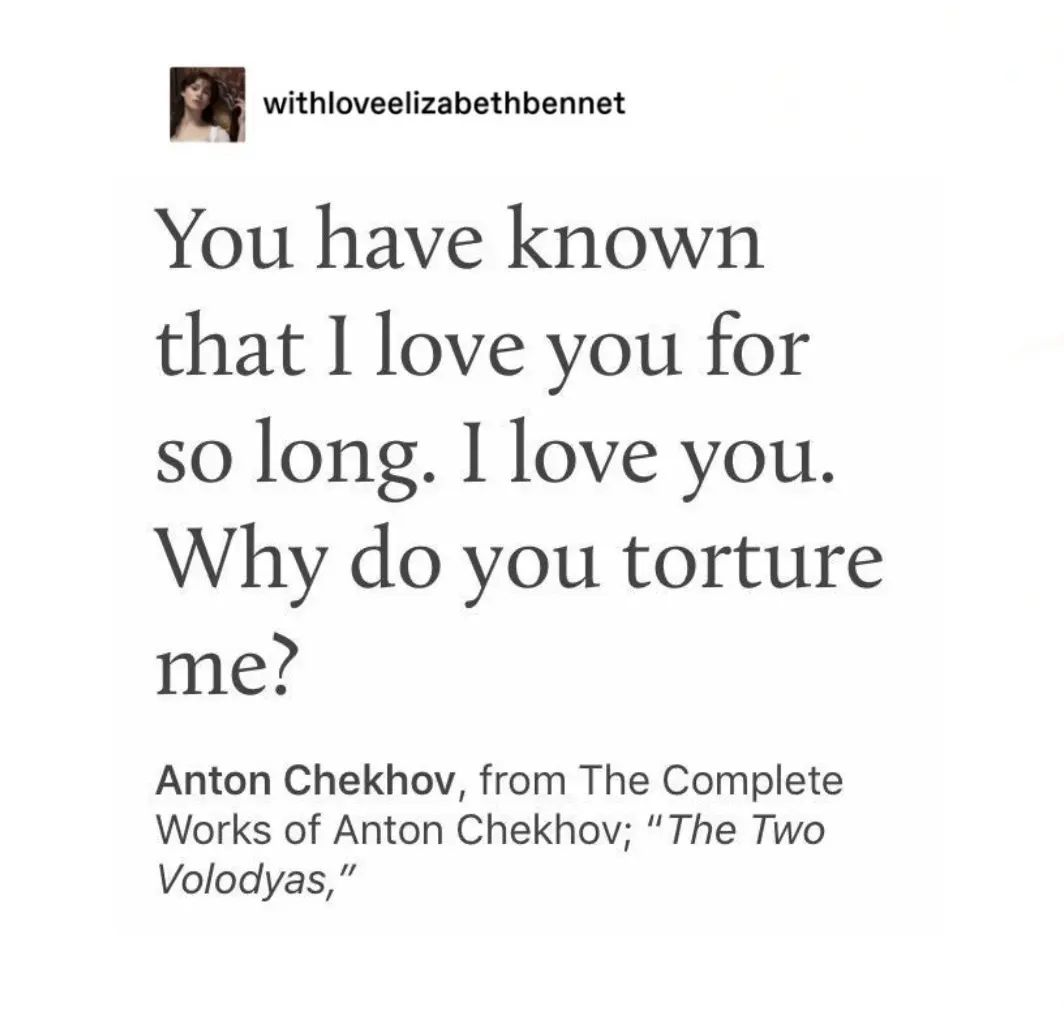 withloveelizabethbennet
You have known
that I love you for
so long. I love you.
Why do you torture
me?
Anton Chekhov, from The Complete
Works of Anton Chekhov; “The Two
Volodyas,”